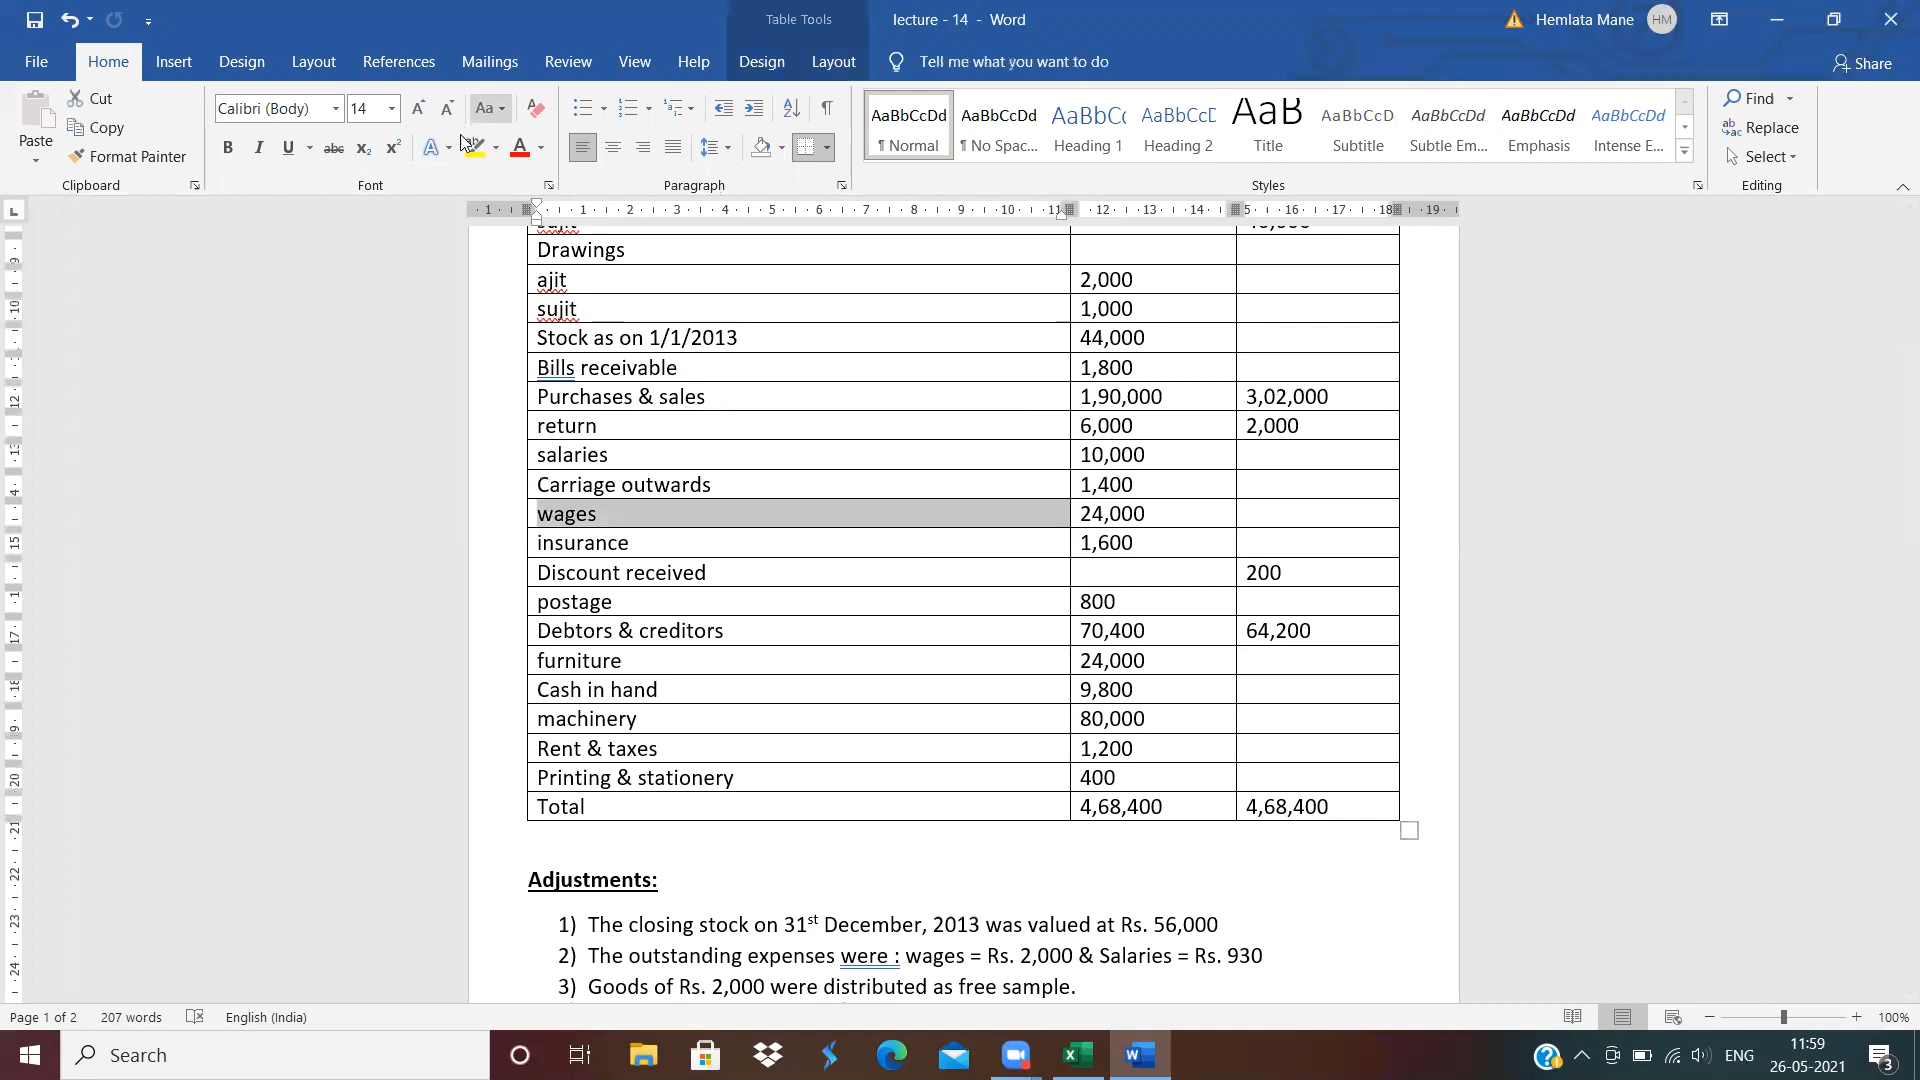 Table Tools
lecture - 14 - Word
Hemlata Mane
HM
File
Home
Insert
Design
Layout
References
Mailings
Review
View
Help
Design
Layout
Tell me what you want to do
Share
Paste
Cut
Copy
Format Painter
Clipboard
Calibri (Body)
14
Font
Paragraph
AaBbCcDd
¶ Normal
AaBbCcDd
¶ No Spac...
AaBbCc
Heading 1
AaBbCcD
Heading 2
AaB
Title
AaBbCcD
Subtitle
AaBbCcDd
Subtle Em...
AaBbCcDd
Emphasis
AaBbCcDd
Intense E...
Styles
Find
Replace
Select
Editing
Drawings
ajit 2,000
sujit 1,000
Stock as on 1/1/2013 44,000
Bills receivable 1,800
Purchases & sales 1,90,000 3,02,000
return 6,000 2,000
salaries 10,000
Carriage outwards 1,400
wages 24,000
insurance 1,600
Discount received 200
postage 800
Debtors & creditors 70,400 64,200
furniture 24,000
Cash in hand 9,800
machinery 80,000
Rent & taxes 1,200
Printing & stationery 400
Total 4,68,400 4,68,400
Adjustments:
1) The closing stock on 31st December, 2013 was valued at Rs. 56,000
2) The outstanding expenses were : wages = Rs. 2,000 & Salaries = Rs. 930
3) Goods of Rs. 2,000 were distributed as free sample.
Page 1 of 2
207 words
English (India)
100%
Search
ENG
11:59
26-05-2021
3